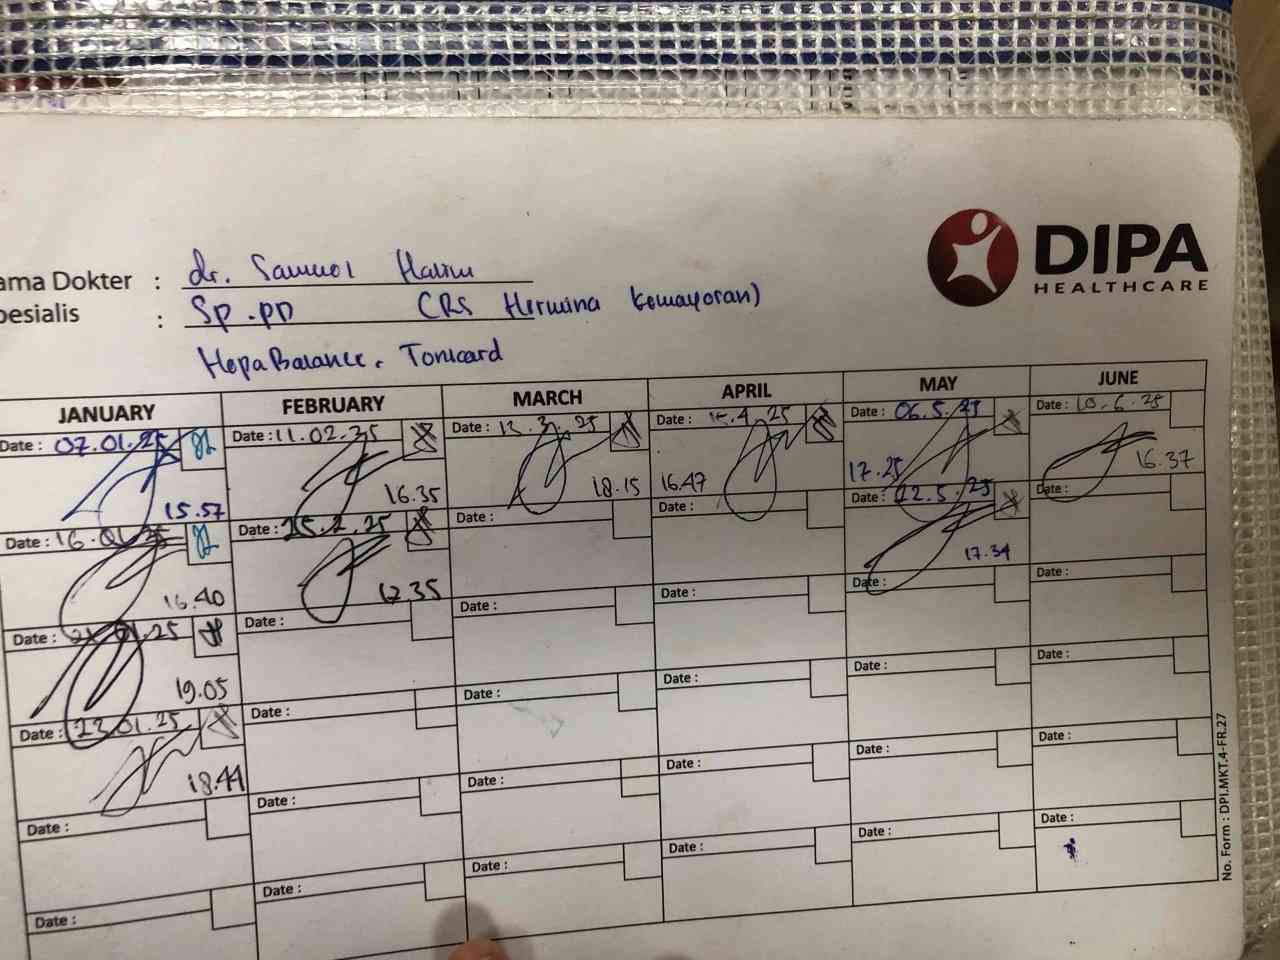 DIPA
HEALTHCARE
ama Dokter : dr. Samuel Halim
pesialis : Sp.PD (RS Hermina Kemayoran)
HepaBalance. Tonicard
JANUARY FEBRUARY MARCH APRIL MAY JUNE
Date : 07.01.25 Date : 11.02.25 Date : 13.3.25 Date : 15.4.25 Date : 06.5.25 Date : 10.6.25
15.57 16.35 18.15 16.47 17.25 16.37
Date : 16.01.25 Date : 25.2.25 Date : Date : Date : 22.5.25 Date :
16.40 17.34
Date : 21.01.25 Date : Date : Date : Date : Date :
19.05
Date : 23.01.25 Date : Date : Date : Date : Date :
18.44
Date : Date : Date : Date : Date : Date :
Date : Date : Date : Date : Date : Date :
No. Form : DPI.MKT.4-FR.27